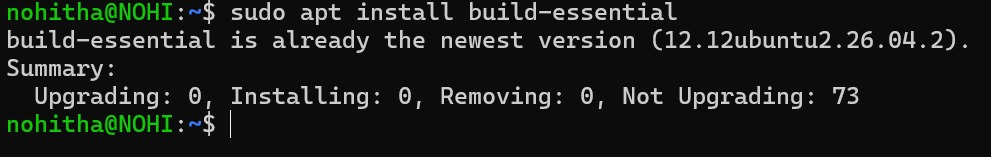 nohitha@NOHI:~$ sudo apt install build-essential
build-essential is already the newest version (12.12ubuntu2.26.04.2).
Summary:
  Upgrading: 0, Installing: 0, Removing: 0, Not Upgrading: 73
nohitha@NOHI:~$